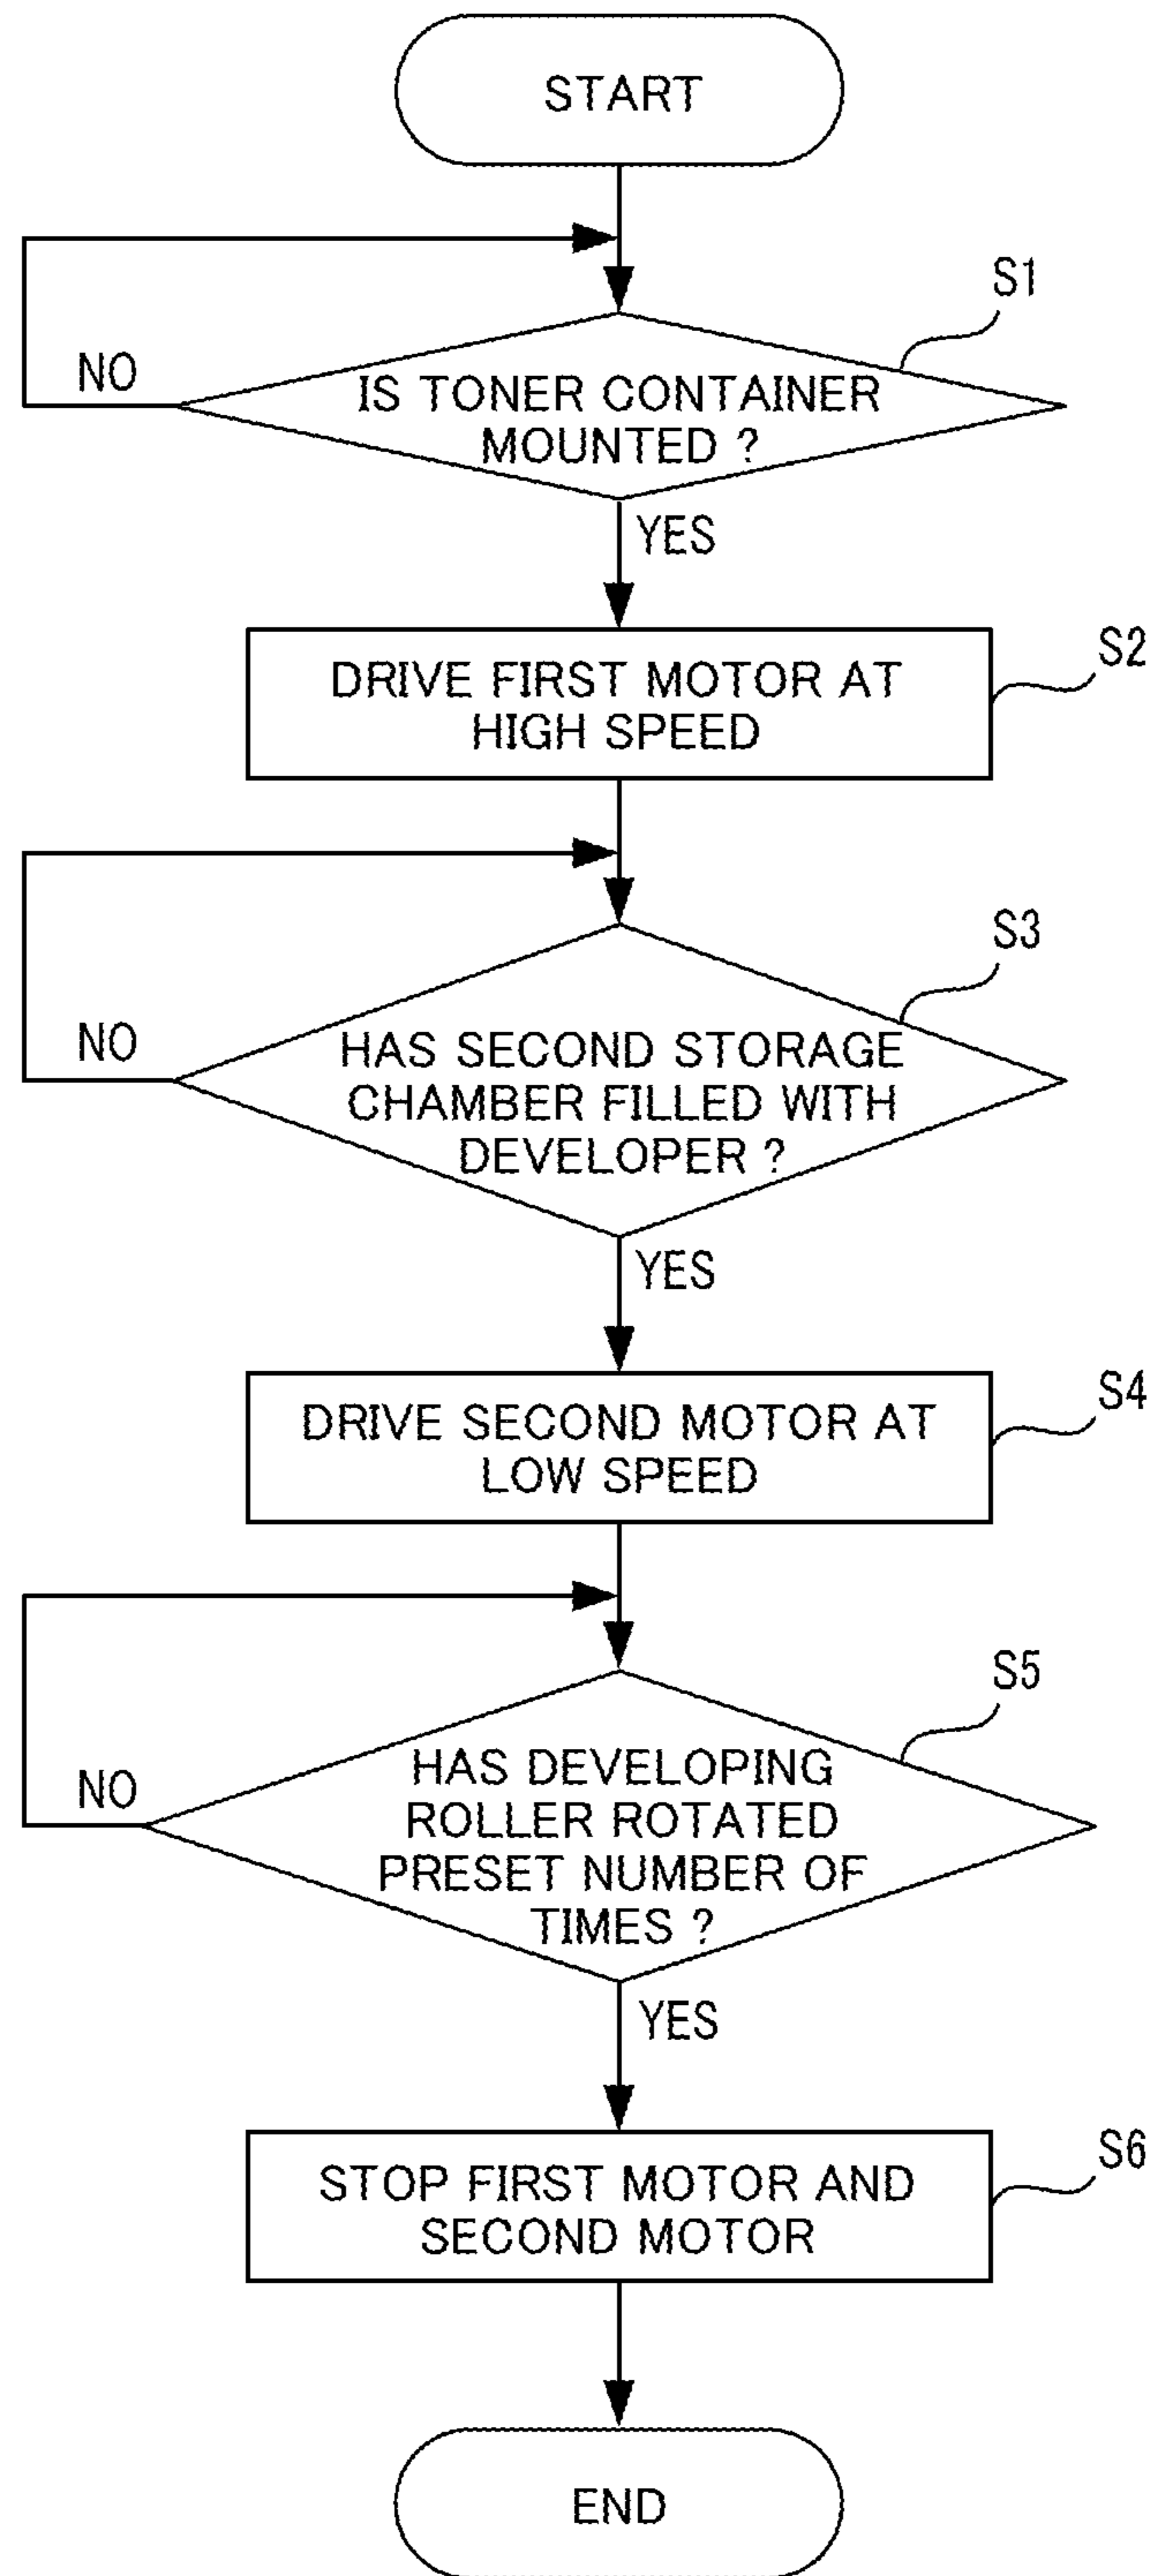 START
S1
NO
IS TONER CONTAINER
MOUNTED ?
YES
S2
DRIVE FIRST MOTOR AT
HIGH SPEED
S3
NO
HAS SECOND STORAGE
CHAMBER FILLED WITH
DEVELOPER ?
YES
S4
DRIVE SECOND MOTOR AT
LOW SPEED
S5
NO
HAS DEVELOPING
ROLLER ROTATED
PRESET NUMBER OF
TIMES ?
YES
S6
STOP FIRST MOTOR AND
SECOND MOTOR
END